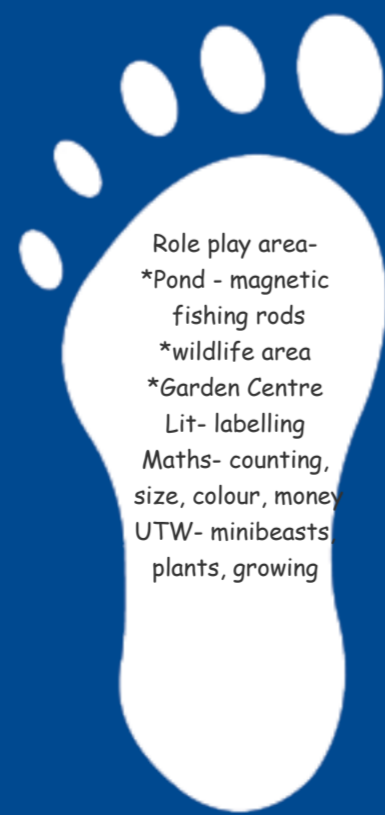 Role play area-
*Pond - magnetic
fishing rods
*wildlife area
*Garden Centre
Lit- labelling
Maths- counting,
size, colour, money
UTW- minibeasts,
plants, growing